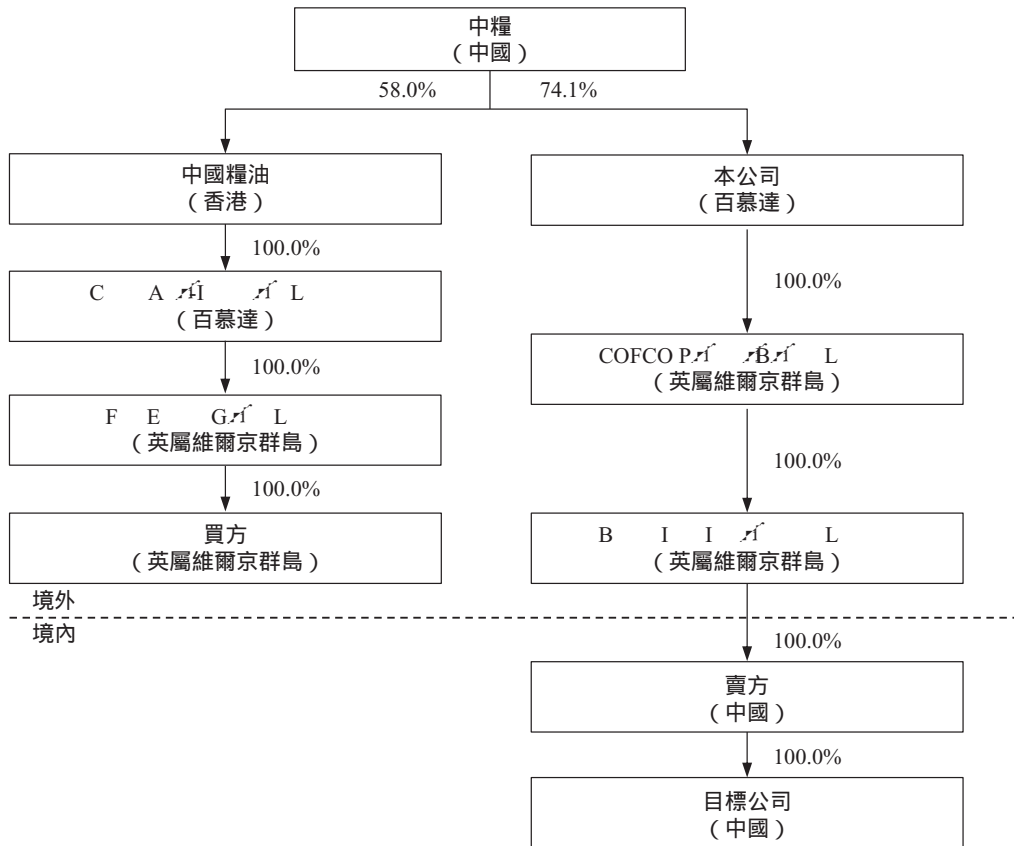 中糧
（中國）
58.0%
74.1%
中國糧油
（香港）
本公司
（百慕達）
100.0%
100.0%
C A I L
（百慕達）
100.0%
COFCO P B L
（英屬維爾京群島）
F E G L
（英屬維爾京群島）
100.0%
100.0%
買方
（英屬維爾京群島）
B I I L
（英屬維爾京群島）
境外
境內
100.0%
賣方
（中國）
100.0%
目標公司
（中國）